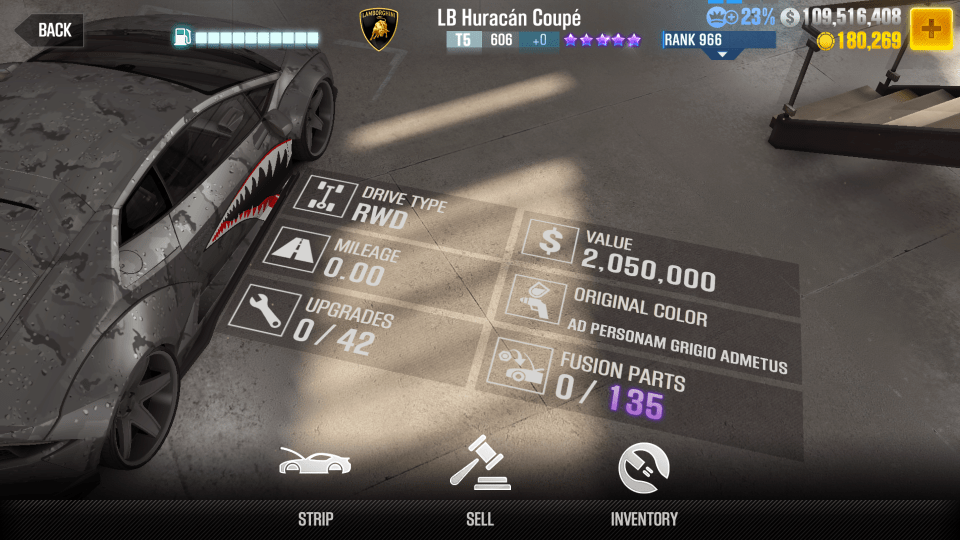 BACK
LAMBORGHINI
LB Huracán Coupé
T5 606 +0
23%
109,516,408
RANK 966
180,269
DRIVE TYPE
RWD
MILEAGE
0.00
UPGRADES
0 / 42
VALUE
2,050,000
ORIGINAL COLOR
AD PERSONAM GRIGIO ADMETUS
FUSION PARTS
0 / 135
STRIP
SELL
INVENTORY